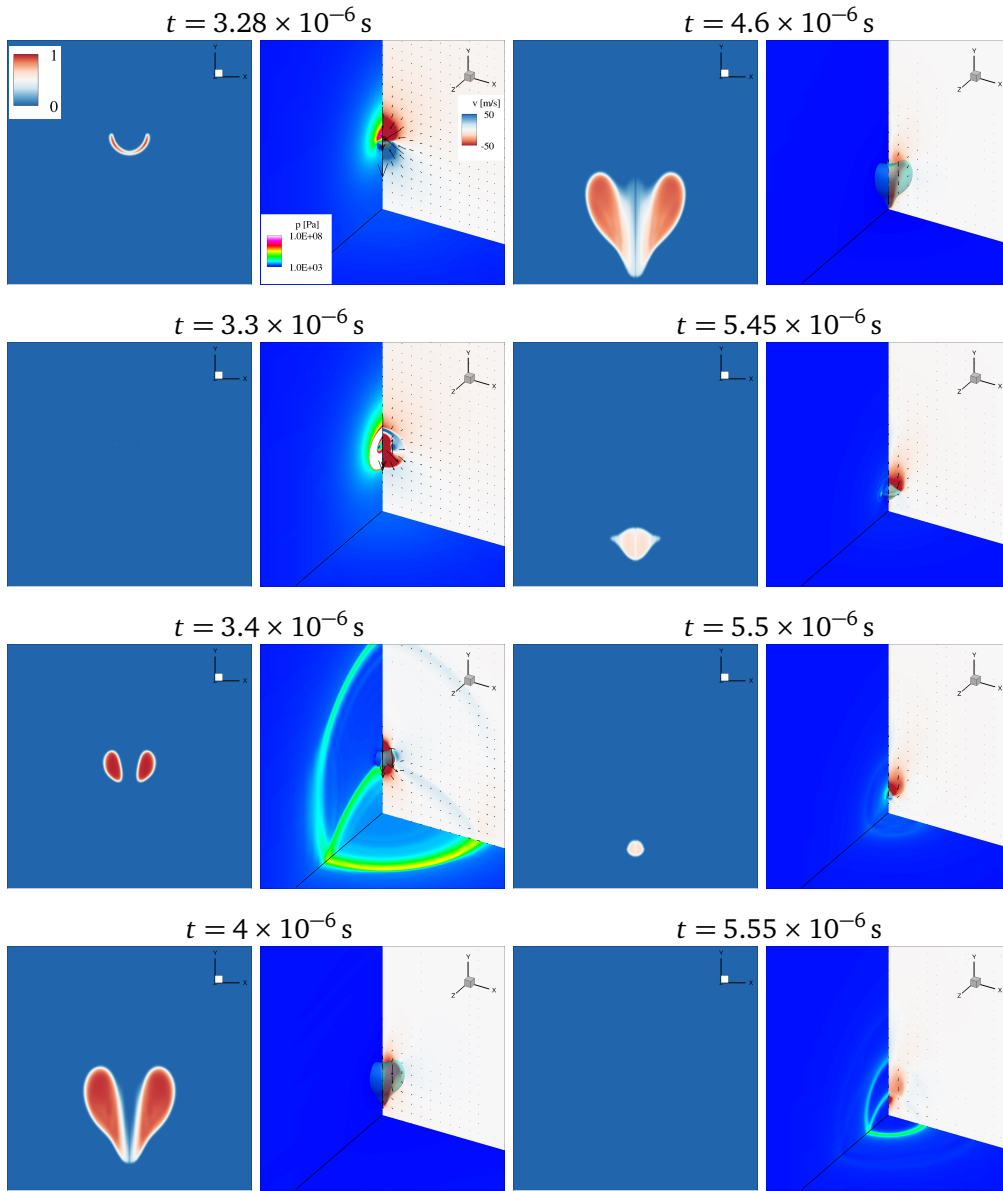 t = 3.28 × 10⁻⁶ s
1
0
Y
X
Y
Z
X
v [m/s]
50
-50
p [Pa]
1.0E+08
1.0E+03
t = 4.6 × 10⁻⁶ s
Y
X
Y
Z
X
t = 3.3 × 10⁻⁶ s
Y
X
Y
Z
X
t = 5.45 × 10⁻⁶ s
Y
X
Y
Z
X
t = 3.4 × 10⁻⁶ s
Y
X
Y
Z
X
t = 5.5 × 10⁻⁶ s
Y
X
Y
Z
X
t = 4 × 10⁻⁶ s
Y
X
Y
Z
X
t = 5.55 × 10⁻⁶ s
Y
X
Y
Z
X